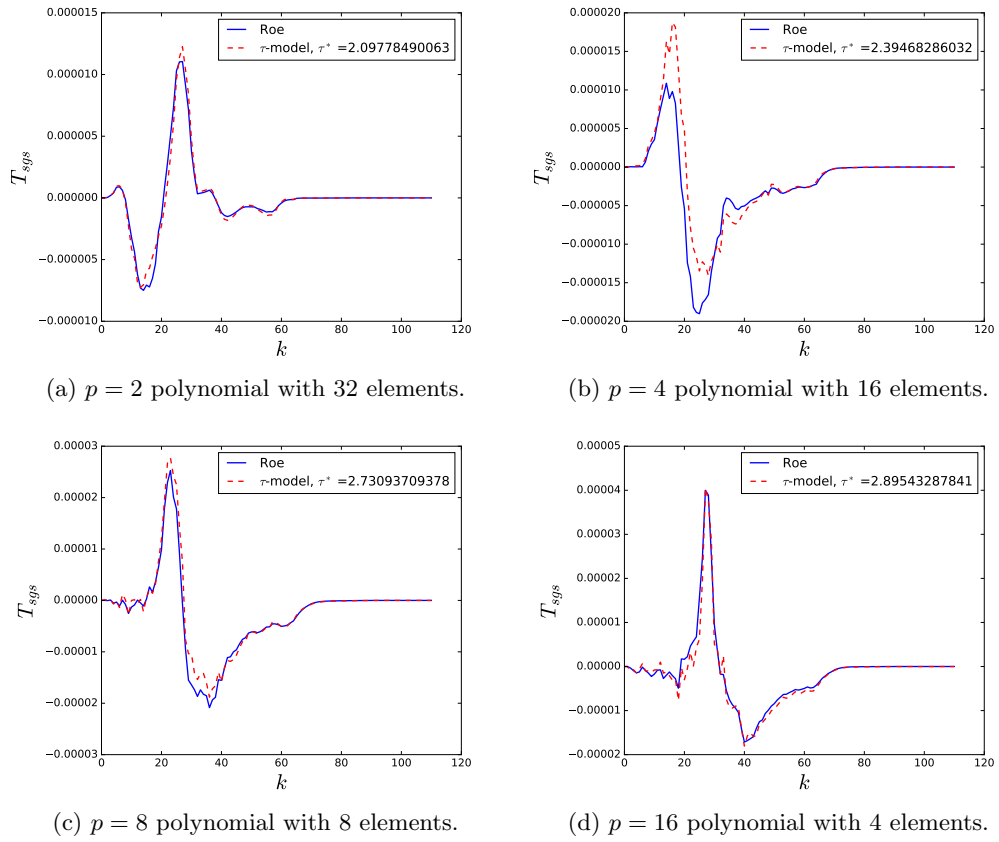 0.000015
0.000010
0.000005
0.000000
−0.000005
−0.000010
0 20 40 60 80 100 120
T_sgs
k
Roe
τ-model, τ* =2.09778490063
(a) p = 2 polynomial with 32 elements.
0.000020
0.000015
0.000010
0.000005
0.000000
−0.000005
−0.000010
−0.000015
−0.000020
0 20 40 60 80 100 120
T_sgs
k
Roe
τ-model, τ* =2.39468286032
(b) p = 4 polynomial with 16 elements.
0.00003
0.00002
0.00001
0.00000
−0.00001
−0.00002
−0.00003
0 20 40 60 80 100 120
T_sgs
k
Roe
τ-model, τ* =2.73093709378
(c) p = 8 polynomial with 8 elements.
0.00005
0.00004
0.00003
0.00002
0.00001
0.00000
−0.00001
−0.00002
0 20 40 60 80 100 120
T_sgs
k
Roe
τ-model, τ* =2.89543287841
(d) p = 16 polynomial with 4 elements.